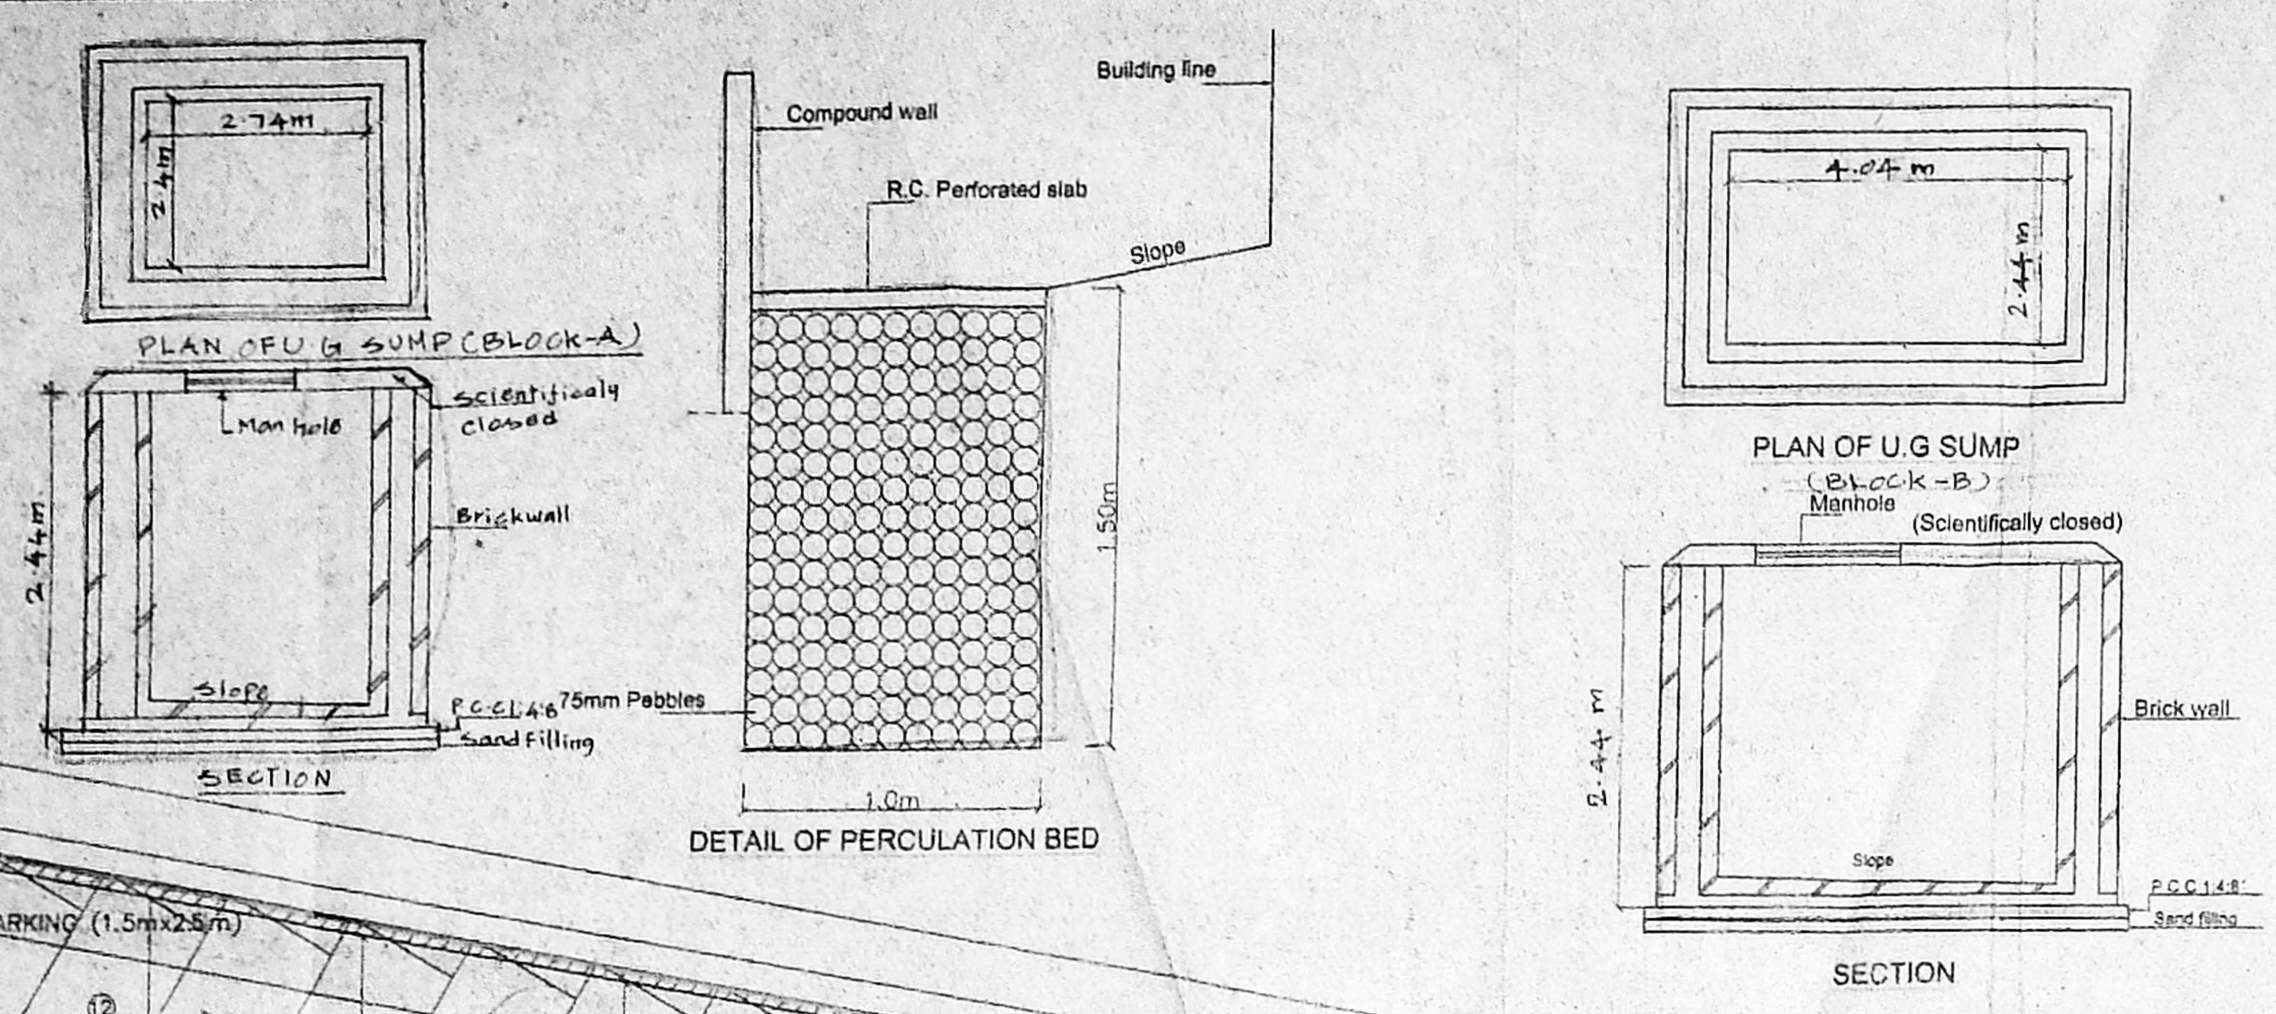 2.74m
2.4m
PLAN OF U G SUMP (BLOCK-A)
Scientificaly
closed
Man hole
2.44m
Brickwall
Slope
P.C.C 1:4:8
Sand filling
SECTION
Compound wall
Building line
R.C. Perforated slab
Slope
1.50m
75mm Pebbles
1.0m
DETAIL OF PERCULATION BED
4.04 m
2.44 m
PLAN OF U.G SUMP
(BLOCK-B)
Manhole
(Scientifically closed)
2.44 m
Brick wall
Slope
P C C 1:4:8
Sand filling
SECTION
ARKING (1.5mx2.5m)
12